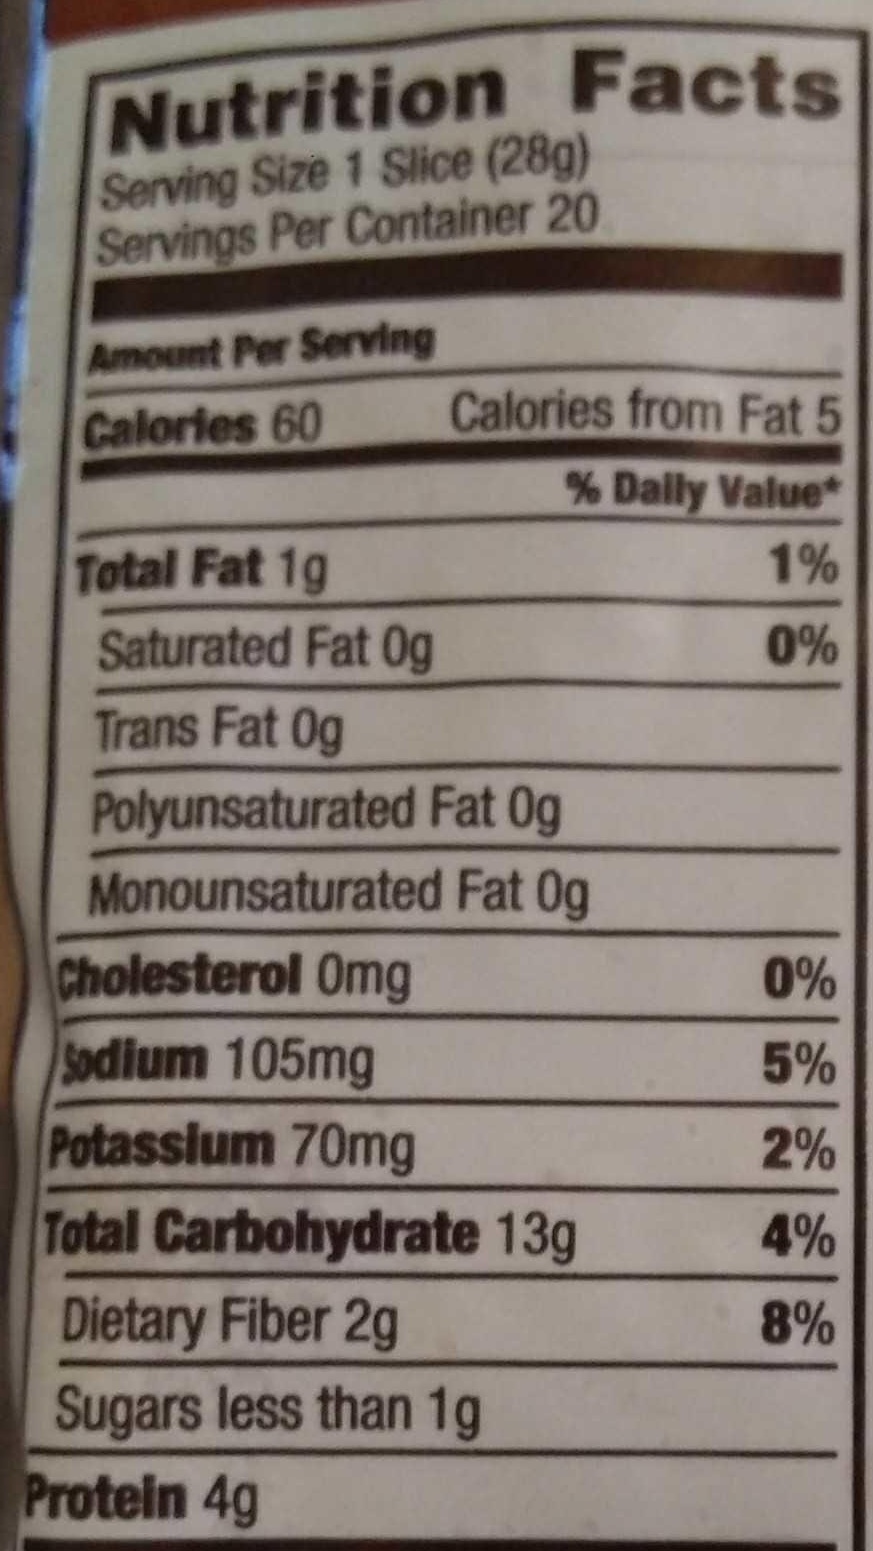 Nutrition Facts
Serving Size 1 Slice (28g)
Servings Per Container 20
Amount Per Serving
Calories 60 Calories from Fat 5
% Daily Value*
Total Fat 1g 1%
Saturated Fat 0g 0%
Trans Fat 0g
Polyunsaturated Fat 0g
Monounsaturated Fat 0g
Cholesterol 0mg 0%
Sodium 105mg 5%
Potassium 70mg 2%
Total Carbohydrate 13g 4%
Dietary Fiber 2g 8%
Sugars less than 1g
Protein 4g